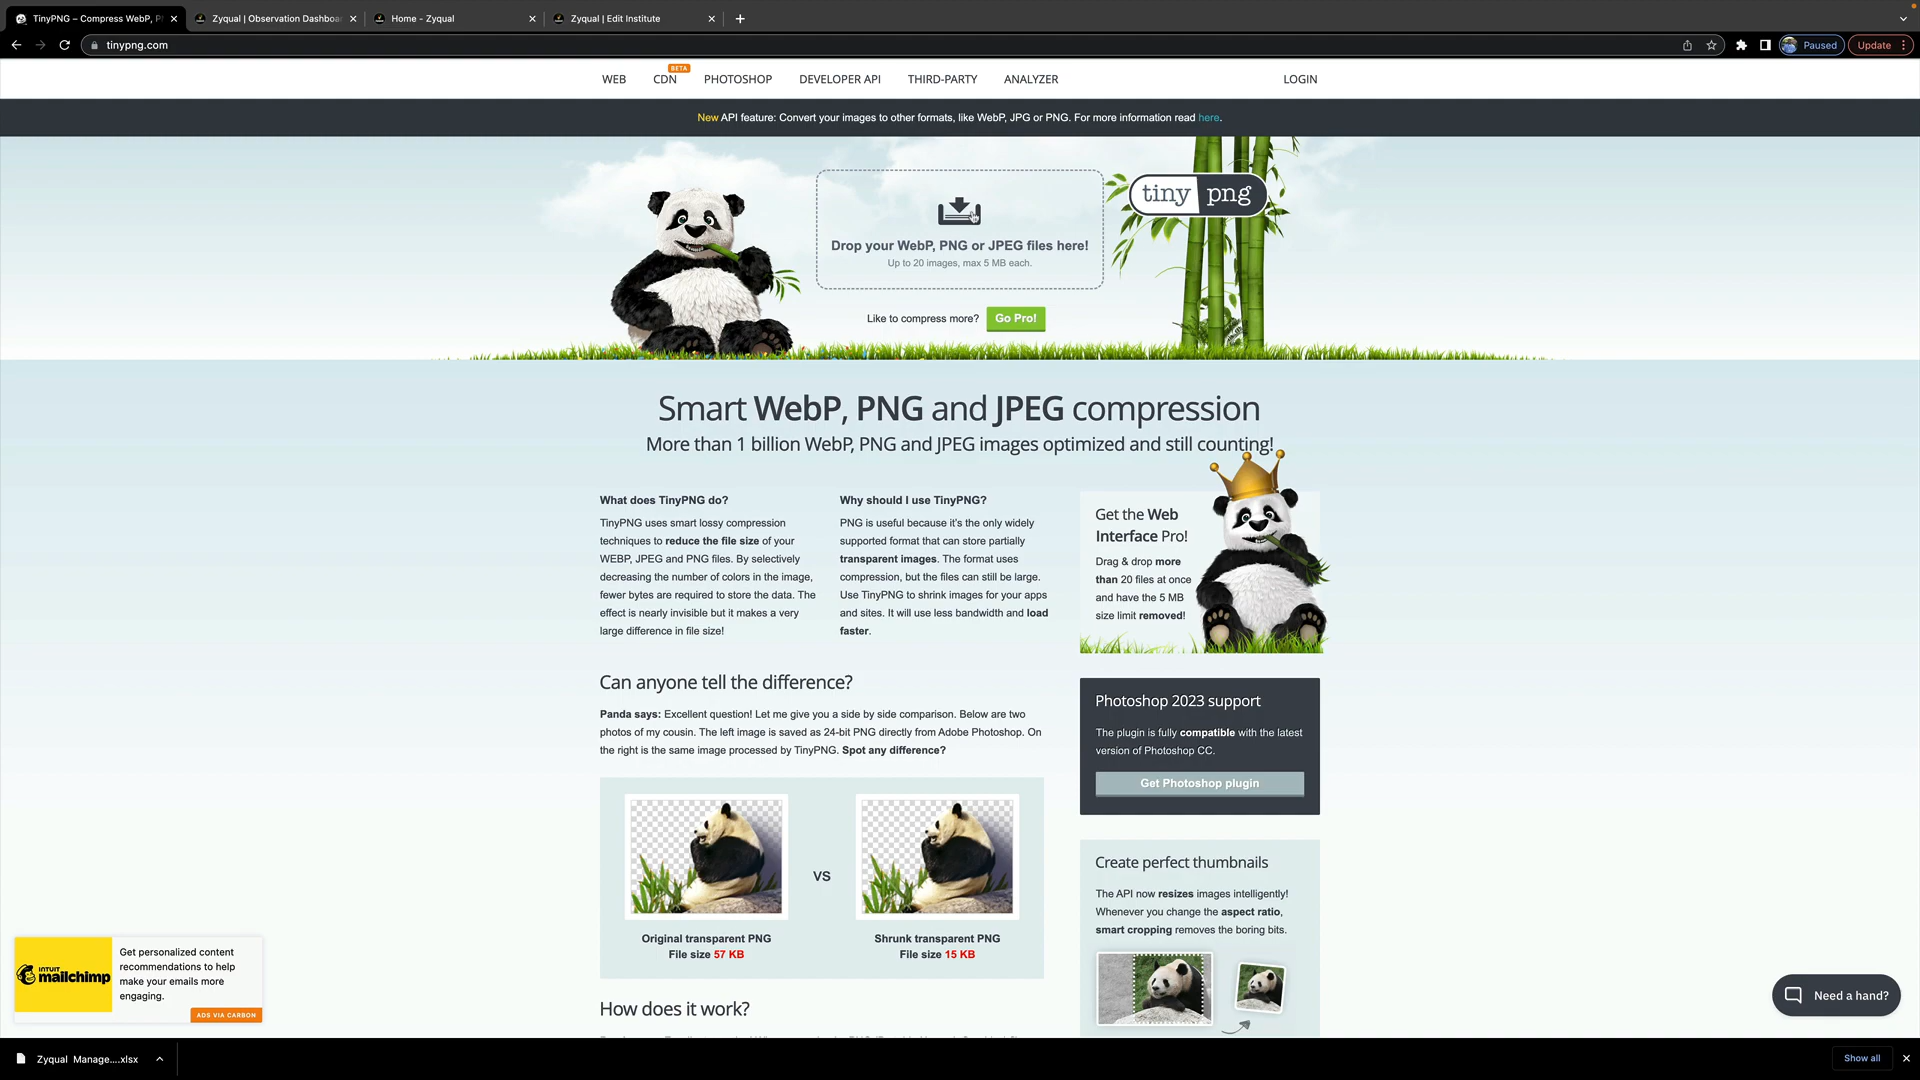 TinyPNG – Compress WebP, P
Zyqual | Observation Dashboa
Home - Zyqual
Zyqual | Edit Institute
tinypng.com
Paused
Update
WEB
CDN
BETA
PHOTOSHOP
DEVELOPER API
THIRD-PARTY
ANALYZER
LOGIN
New API feature: Convert your images to other formats, like WebP, JPG or PNG. For more information read here.
tiny png
Drop your WebP, PNG or JPEG files here!
Up to 20 images, max 5 MB each.
Like to compress more? Go Pro!
Smart WebP, PNG and JPEG compression
More than 1 billion WebP, PNG and JPEG images optimized and still counting!
What does TinyPNG do?
TinyPNG uses smart lossy compression
techniques to reduce the file size of your
WEBP, JPEG and PNG files. By selectively
decreasing the number of colors in the image,
fewer bytes are required to store the data. The
effect is nearly invisible but it makes a very
large difference in file size!
Why should I use TinyPNG?
PNG is useful because it's the only widely
supported format that can store partially
transparent images. The format uses
compression, but the files can still be large.
Use TinyPNG to shrink images for your apps
and sites. It will use less bandwidth and load
faster.
Get the Web
Interface Pro!
Drag & drop more
than 20 files at once
and have the 5 MB
size limit removed!
Can anyone tell the difference?
Panda says: Excellent question! Let me give you a side by side comparison. Below are two
photos of my cousin. The left image is saved as 24-bit PNG directly from Adobe Photoshop. On
the right is the same image processed by TinyPNG. Spot any difference?
VS
Original transparent PNG
File size 57 KB
Shrunk transparent PNG
File size 15 KB
How does it work?
Photoshop 2023 support
The plugin is fully compatible with the latest
version of Photoshop CC.
Get Photoshop plugin
Create perfect thumbnails
The API now resizes images intelligently!
Whenever you change the aspect ratio,
smart cropping removes the boring bits.
INTUIT
mailchimp
Get personalized content
recommendations to help
make your emails more
engaging.
ADS VIA CARBON
Need a hand?
Zyqual Manage....xlsx
Show all